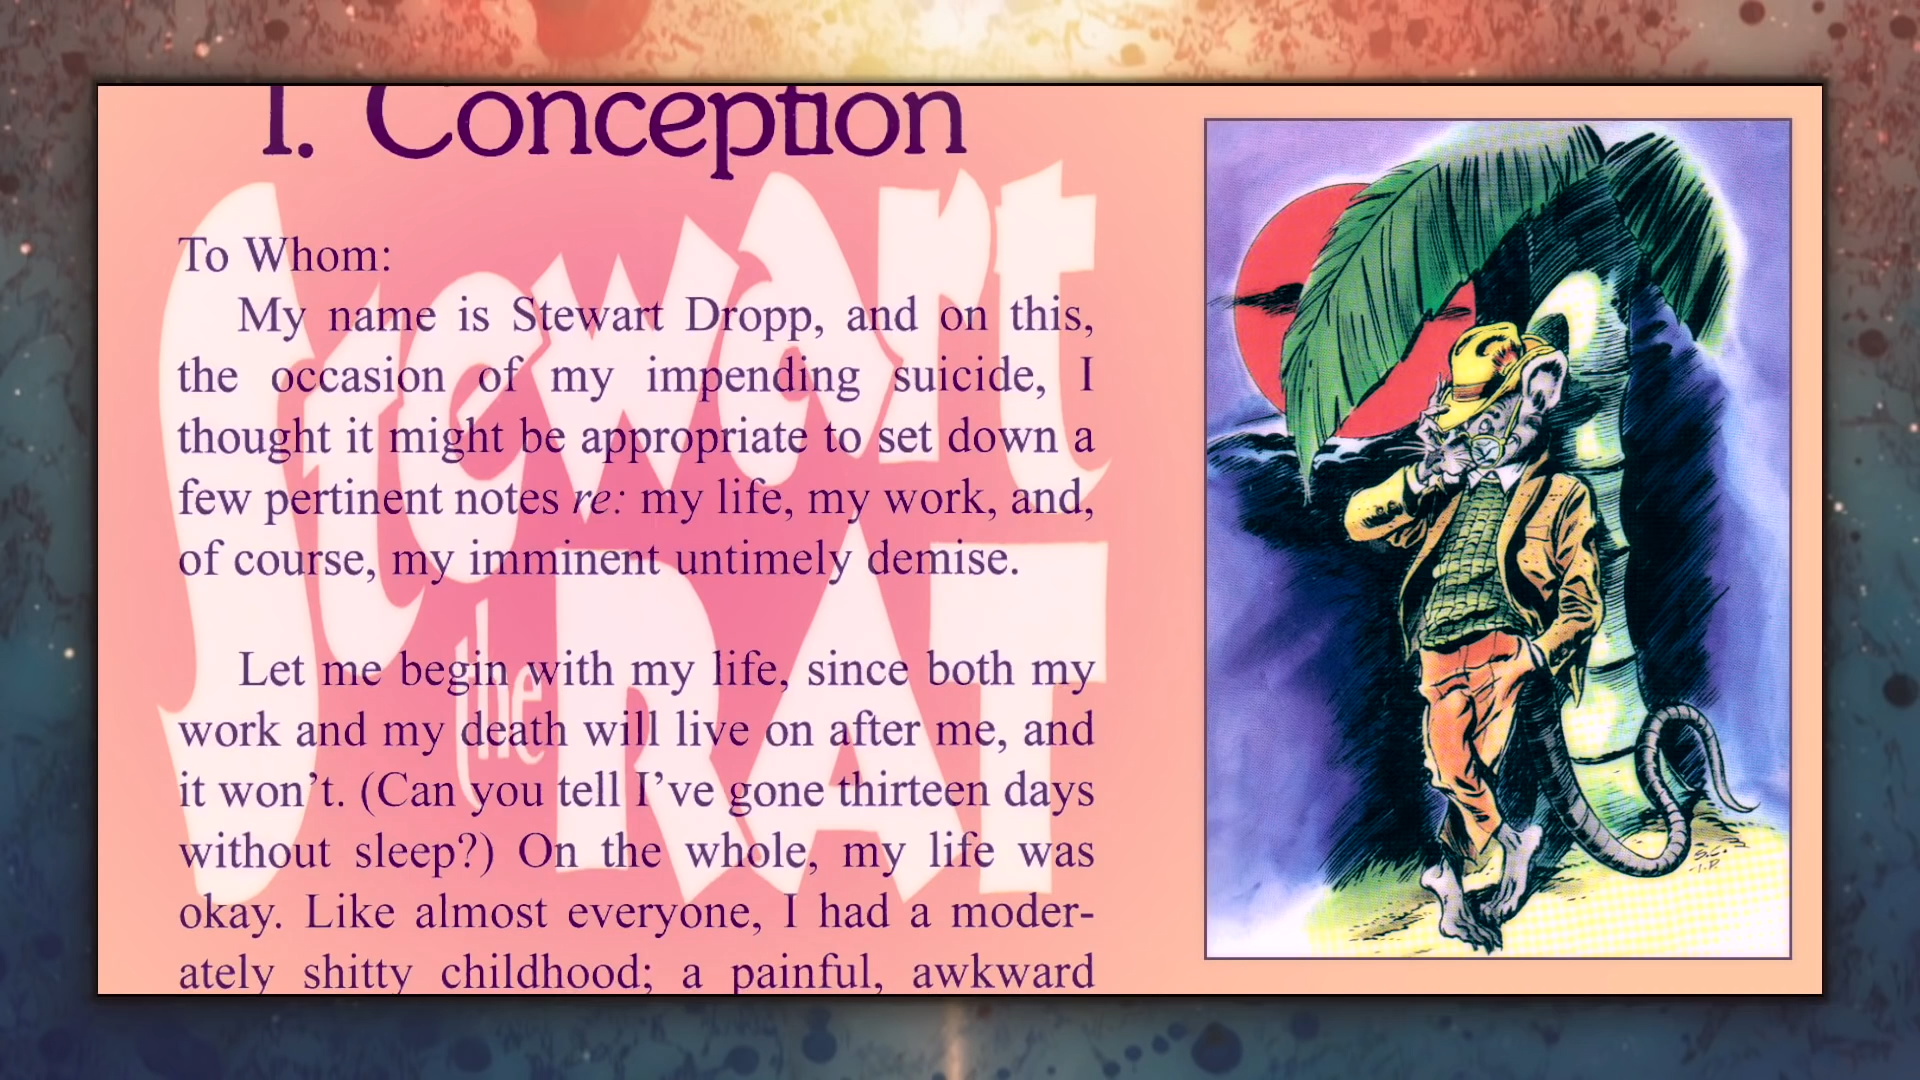 1. Conception
Stewart
the
RAT
To Whom:
My name is Stewart Dropp, and on this,
the occasion of my impending suicide, I
thought it might be appropriate to set down a
few pertinent notes re: my life, my work, and,
of course, my imminent untimely demise.
Let me begin with my life, since both my
work and my death will live on after me, and
it won’t. (Can you tell I’ve gone thirteen days
without sleep?) On the whole, my life was
okay. Like almost everyone, I had a moder-
ately shitty childhood; a painful, awkward